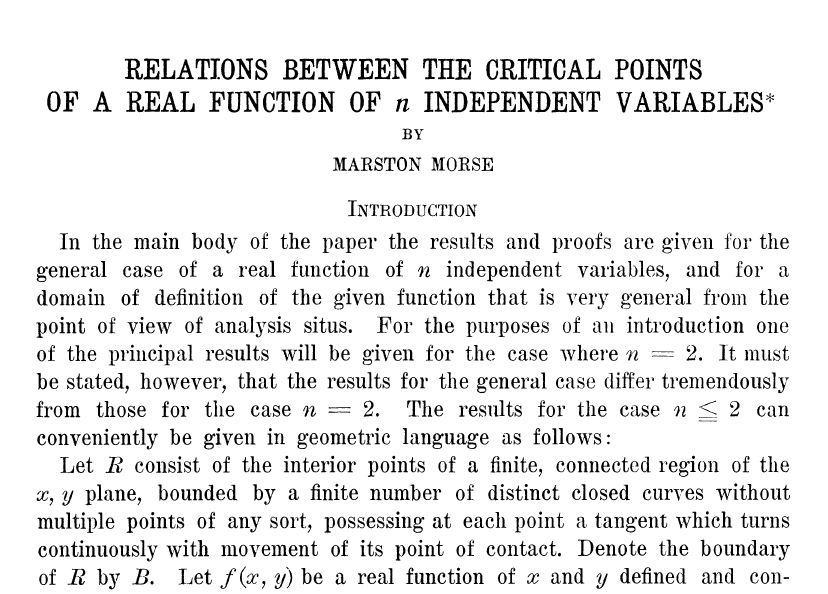 RELATIONS BETWEEN THE CRITICAL POINTS
OF A REAL FUNCTION OF n INDEPENDENT VARIABLES*
BY
MARSTON MORSE
INTRODUCTION
In the main body of the paper the results and proofs are given for the
general case of a real function of n independent variables, and for a
domain of definition of the given function that is very general from the
point of view of analysis situs. For the purposes of an introduction one
of the principal results will be given for the case where n = 2. It must
be stated, however, that the results for the general case differ tremendously
from those for the case n = 2. The results for the case n ≦ 2 can
conveniently be given in geometric language as follows:
Let R consist of the interior points of a finite, connected region of the
x, y plane, bounded by a finite number of distinct closed curves without
multiple points of any sort, possessing at each point a tangent which turns
continuously with movement of its point of contact. Denote the boundary
of R by B. Let f(x, y) be a real function of x and y defined and con-